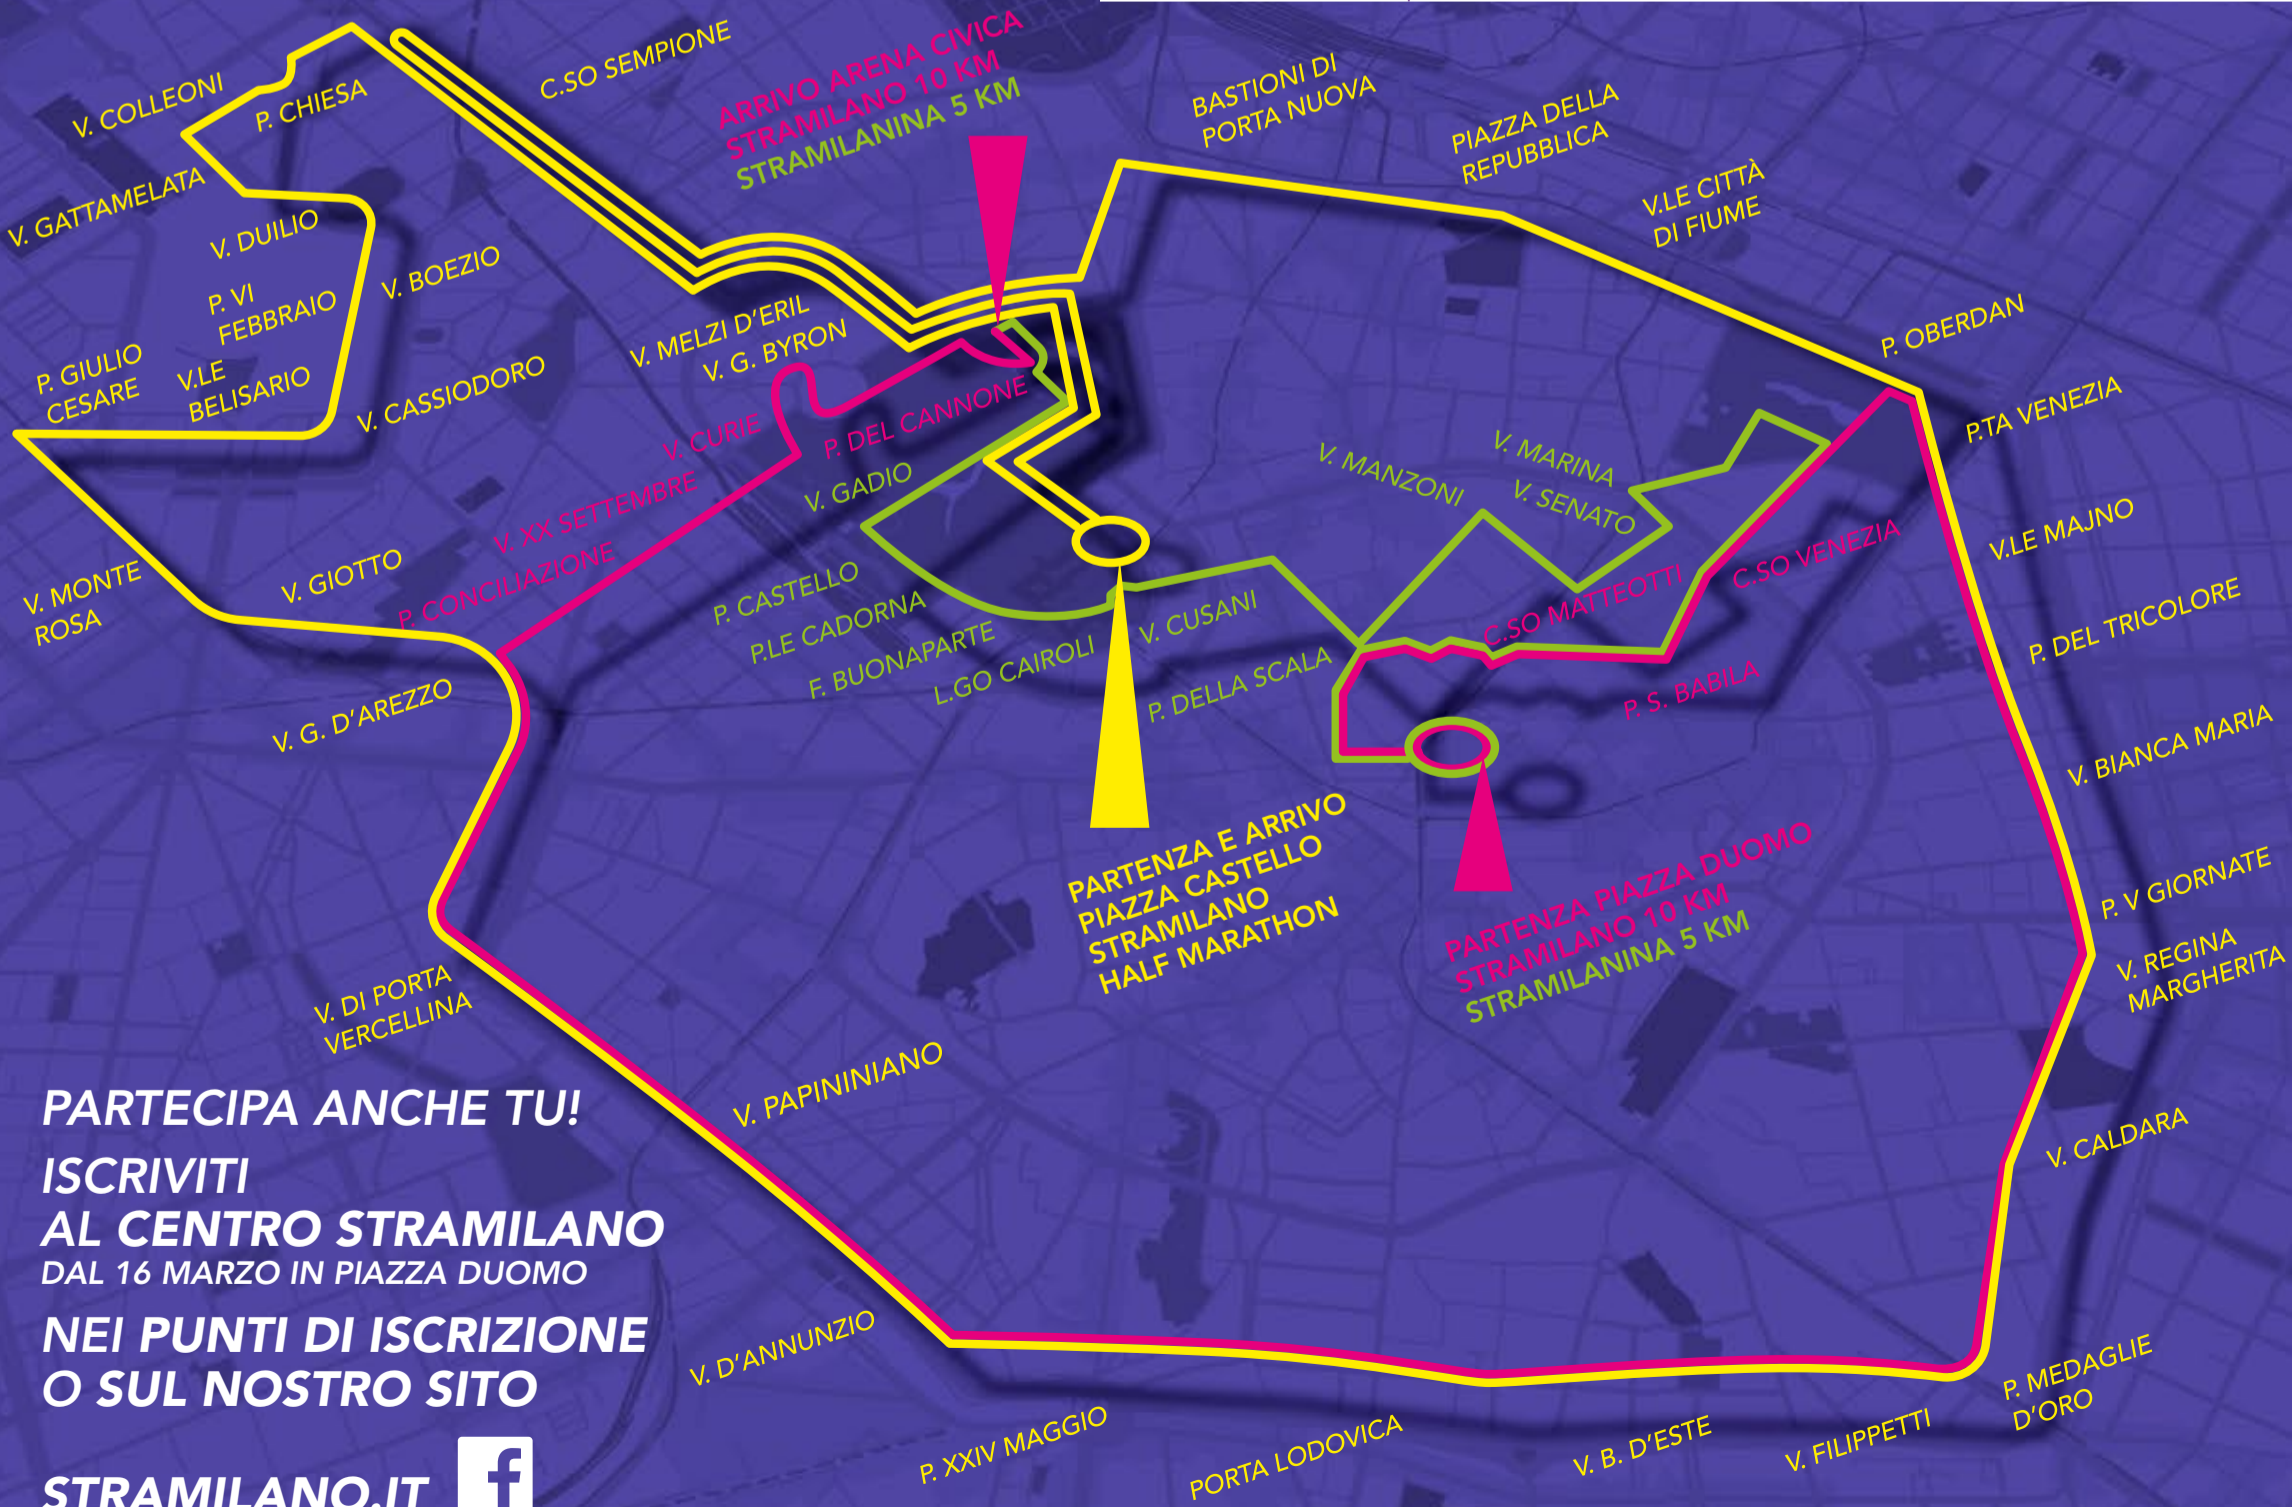 C.SO SEMPIONE
ARRIVO ARENA CIVICA
STRAMILANO 10 KM
STRAMILANINA 5 KM
BASTIONI DI
PORTA NUOVA
PIAZZA DELLA
REPUBBLICA
V.LE CITTÀ
DI FIUME
V. COLLEONI
P. CHIESA
V. GATTAMELATA
V. DUILIO
V. BOEZIO
P. VI
FEBBRAIO
P. GIULIO
CESARE
V.LE
BELISARIO
V. CASSIODORO
V. MELZI D'ERIL
V. G. BYRON
P. OBERDAN
P.TA VENEZIA
V. CURIE
P. DEL CANNONE
V. GADIO
V. XX SETTEMBRE
P. CONCILIAZIONE
V. MANZONI
V. MARINA
V. SENATO
C.SO VENEZIA
C.SO MATTEOTTI
V.LE MAJNO
V. MONTE
ROSA
V. GIOTTO
P. CASTELLO
P.LE CADORNA
F. BUONAPARTE
L.GO CAIROLI
V. CUSANI
P. DELLA SCALA
P. S. BABILA
P. DEL TRICOLORE
V. G. D'AREZZO
V. BIANCA MARIA
PARTENZA E ARRIVO
PIAZZA CASTELLO
STRAMILANO
HALF MARATHON
PARTENZA PIAZZA DUOMO
STRAMILANO 10 KM
STRAMILANINA 5 KM
P. V GIORNATE
V. REGINA
MARGHERITA
V. DI PORTA
VERCELLINA
V. PAPININIANO
V. CALDARA
PARTECIPA ANCHE TU!
ISCRIVITI
AL CENTRO STRAMILANO
DAL 16 MARZO IN PIAZZA DUOMO
NEI PUNTI DI ISCRIZIONE
O SUL NOSTRO SITO
STRAMILANO.IT f
V. D'ANNUNZIO
P. XXIV MAGGIO
PORTA LODOVICA
V. B. D'ESTE
V. FILIPPETTI
P. MEDAGLIE
D'ORO